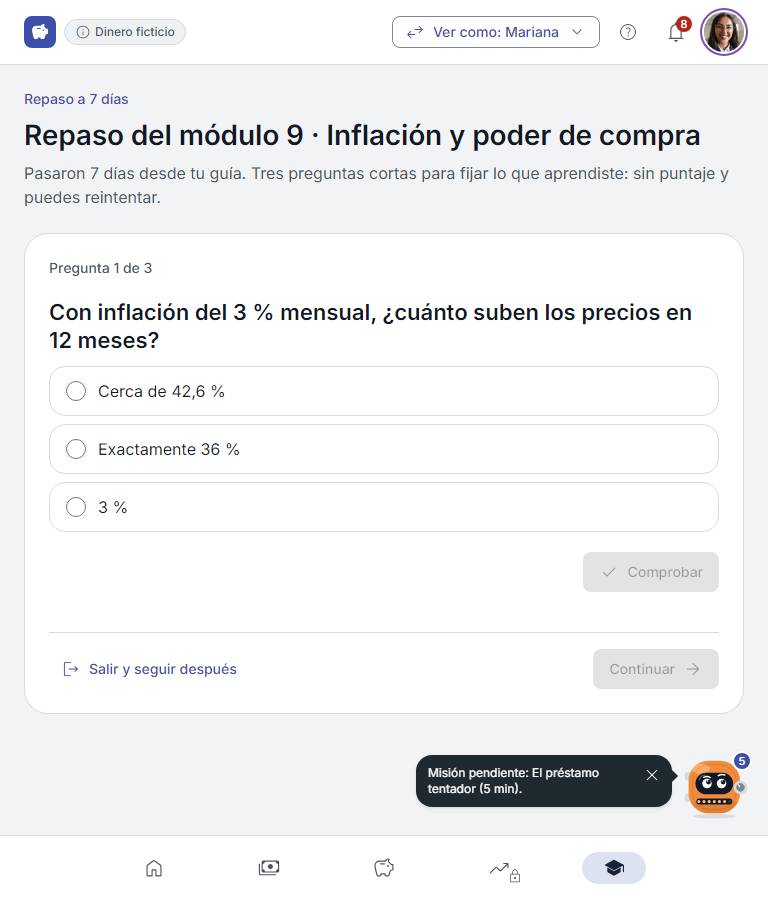 Dinero ficticio
Ver como: Mariana
8
Repaso a 7 días
Repaso del módulo 9 · Inflación y poder de compra
Pasaron 7 días desde tu guía. Tres preguntas cortas para fijar lo que aprendiste: sin puntaje y
puedes reintentar.
Pregunta 1 de 3
Con inflación del 3 % mensual, ¿cuánto suben los precios en
12 meses?
Cerca de 42,6 %
Exactamente 36 %
3 %
Comprobar
Salir y seguir después
Continuar
Misión pendiente: El préstamo
tentador (5 min).
5